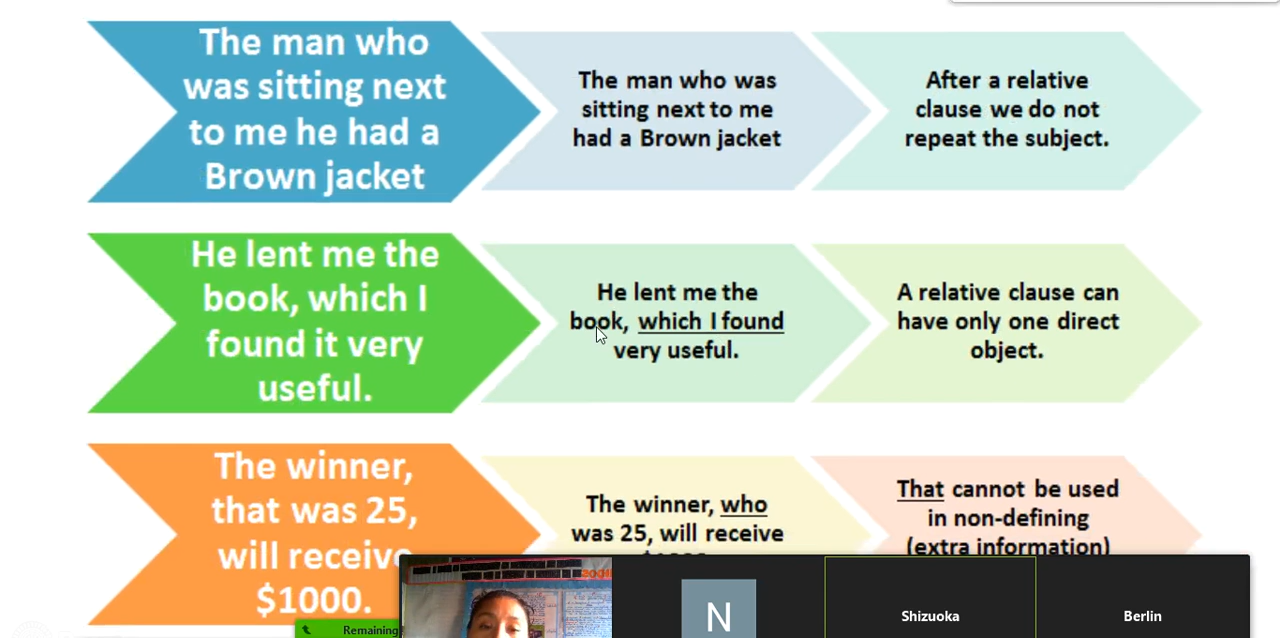 The man who
was sitting next
to me he had a
Brown jacket
The man who was
sitting next to me
had a Brown jacket
After a relative
clause we do not
repeat the subject.
He lent me the
book, which I
found it very
useful.
He lent me the
book, which I found
very useful.
A relative clause can
have only one direct
object.
The winner,
that was 25,
will receive
$1000.
The winner, who
was 25, will receive
That cannot be used
in non-defining
(extra information)
Remaining
N
Shizuoka
Berlin